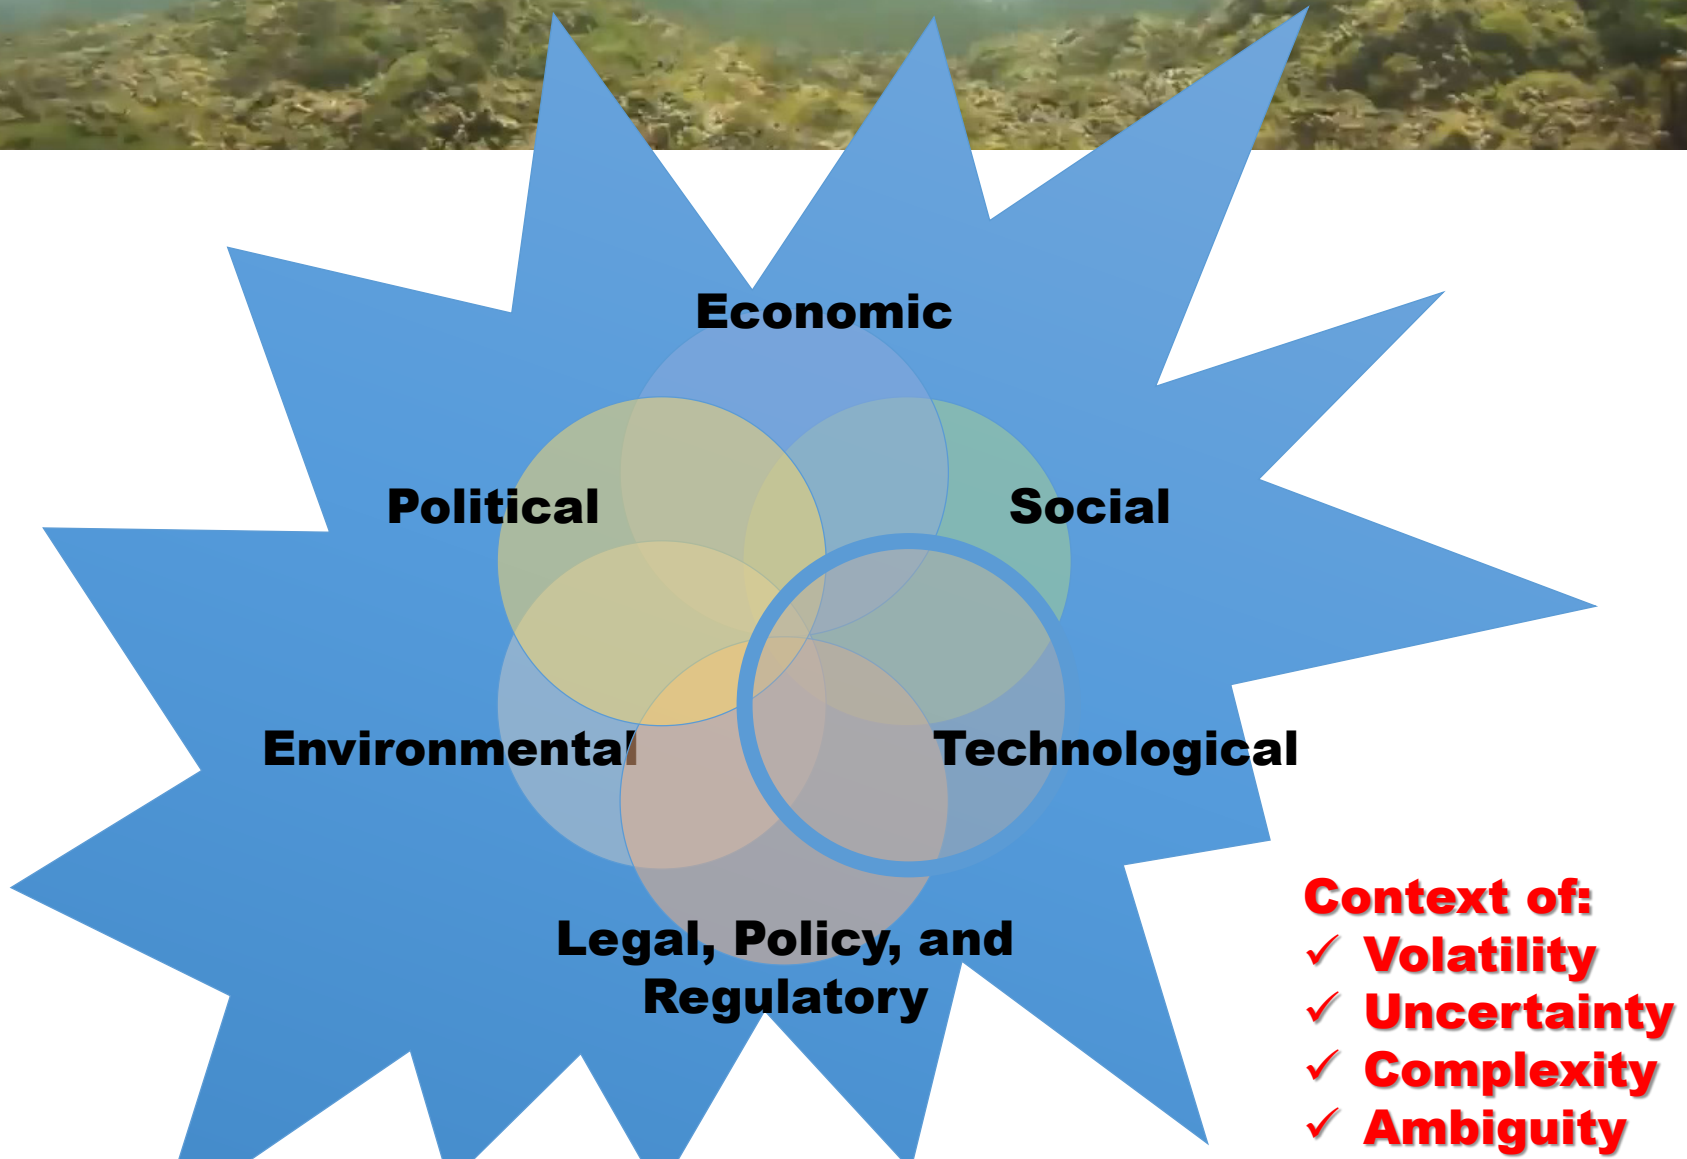 Economic
Political
Social
Environmental
Technological
Legal, Policy, and
Regulatory
Context of:
✓ Volatility
✓ Uncertainty
✓ Complexity
✓ Ambiguity